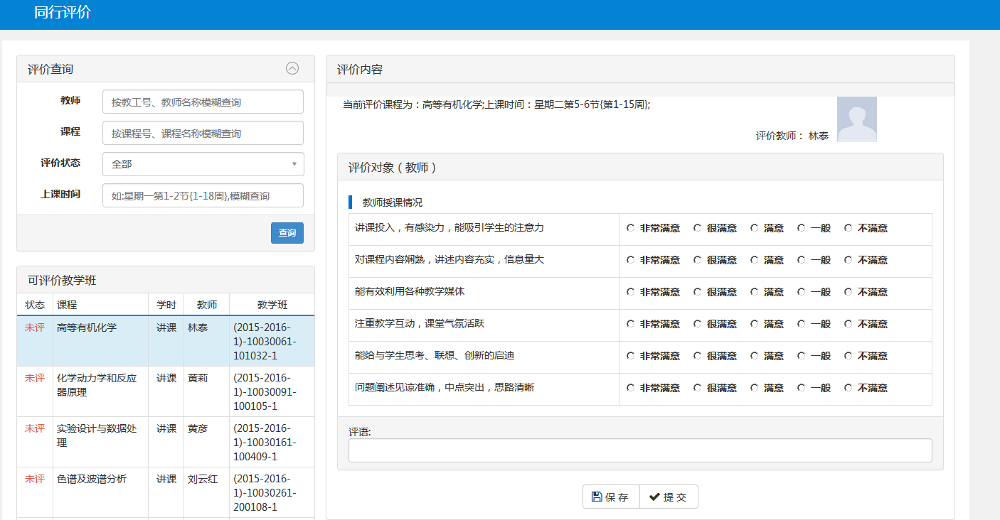 同行评价
评价查询
教师 按教工号、教师名称模糊查询
课程 按课程号、课程名称模糊查询
评价状态 全部
上课时间 如:星期一第1-2节{1-18周},模糊查询
查询
可评价教学班
状态 课程 学时 教师 教学班
未评 高等有机化学 讲课 林泰 (2015-2016-
1)-10030061-
101032-1
未评 化学动力学和反应 讲课 黄莉 (2015-2016-
器原理 1)-10030091-
100105-1
未评 实验设计与数据处 讲课 黄彦 (2015-2016-
理 1)-10030161-
100409-1
未评 色谱及波谱分析 讲课 刘云红 (2015-2016-
1)-10030261-
200108-1
评价内容
当前评价课程为：高等有机化学;上课时间：星期二第5-6节{第1-15周};
评价教师： 林泰
评价对象（教师）
教师授课情况
讲课投入，有感染力，能吸引学生的注意力 非常满意 很满意 满意 一般 不满意
对课程内容娴熟，讲述内容充实，信息量大 非常满意 很满意 满意 一般 不满意
能有效利用各种教学媒体 非常满意 很满意 满意 一般 不满意
注重教学互动，课堂气氛活跃 非常满意 很满意 满意 一般 不满意
能给与学生思考、联想、创新的启迪 非常满意 很满意 满意 一般 不满意
问题阐述见谅准确，中点突出，思路清晰 非常满意 很满意 满意 一般 不满意
评语:
保 存 提 交